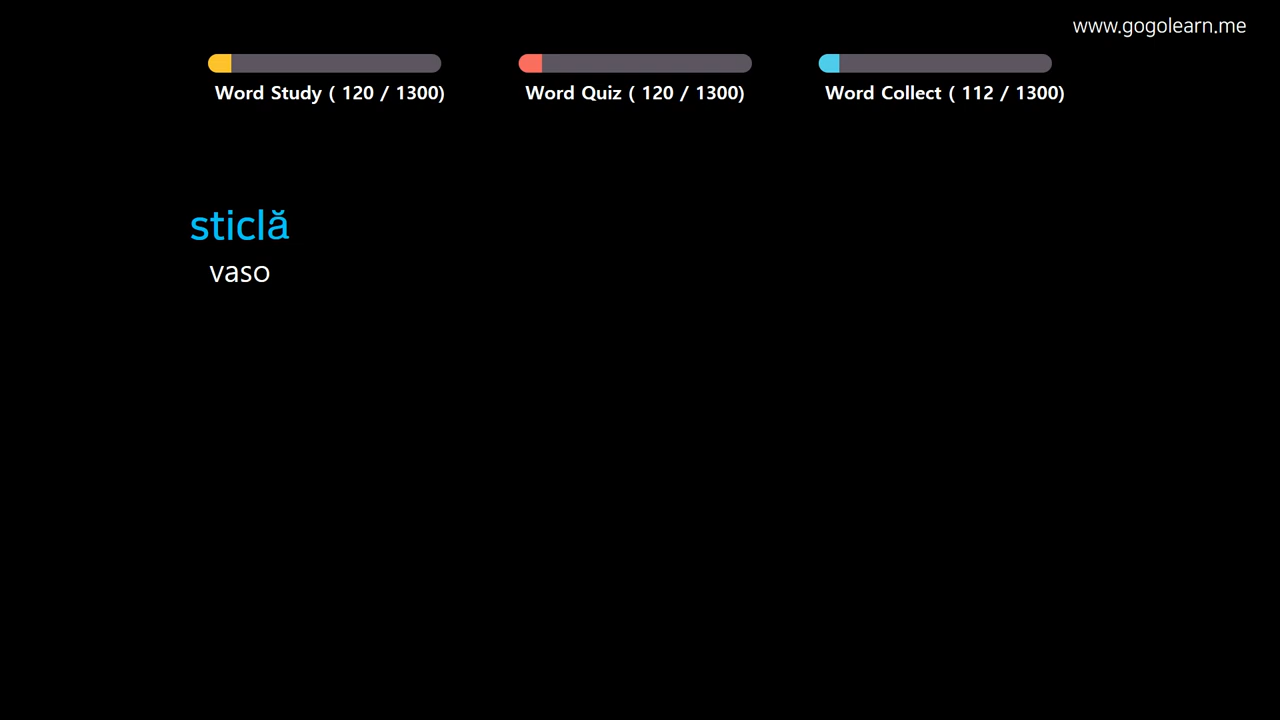 www.gogolearn.me
Word Study ( 120 / 1300)
Word Quiz ( 120 / 1300)
Word Collect ( 112 / 1300)
sticlă
vaso